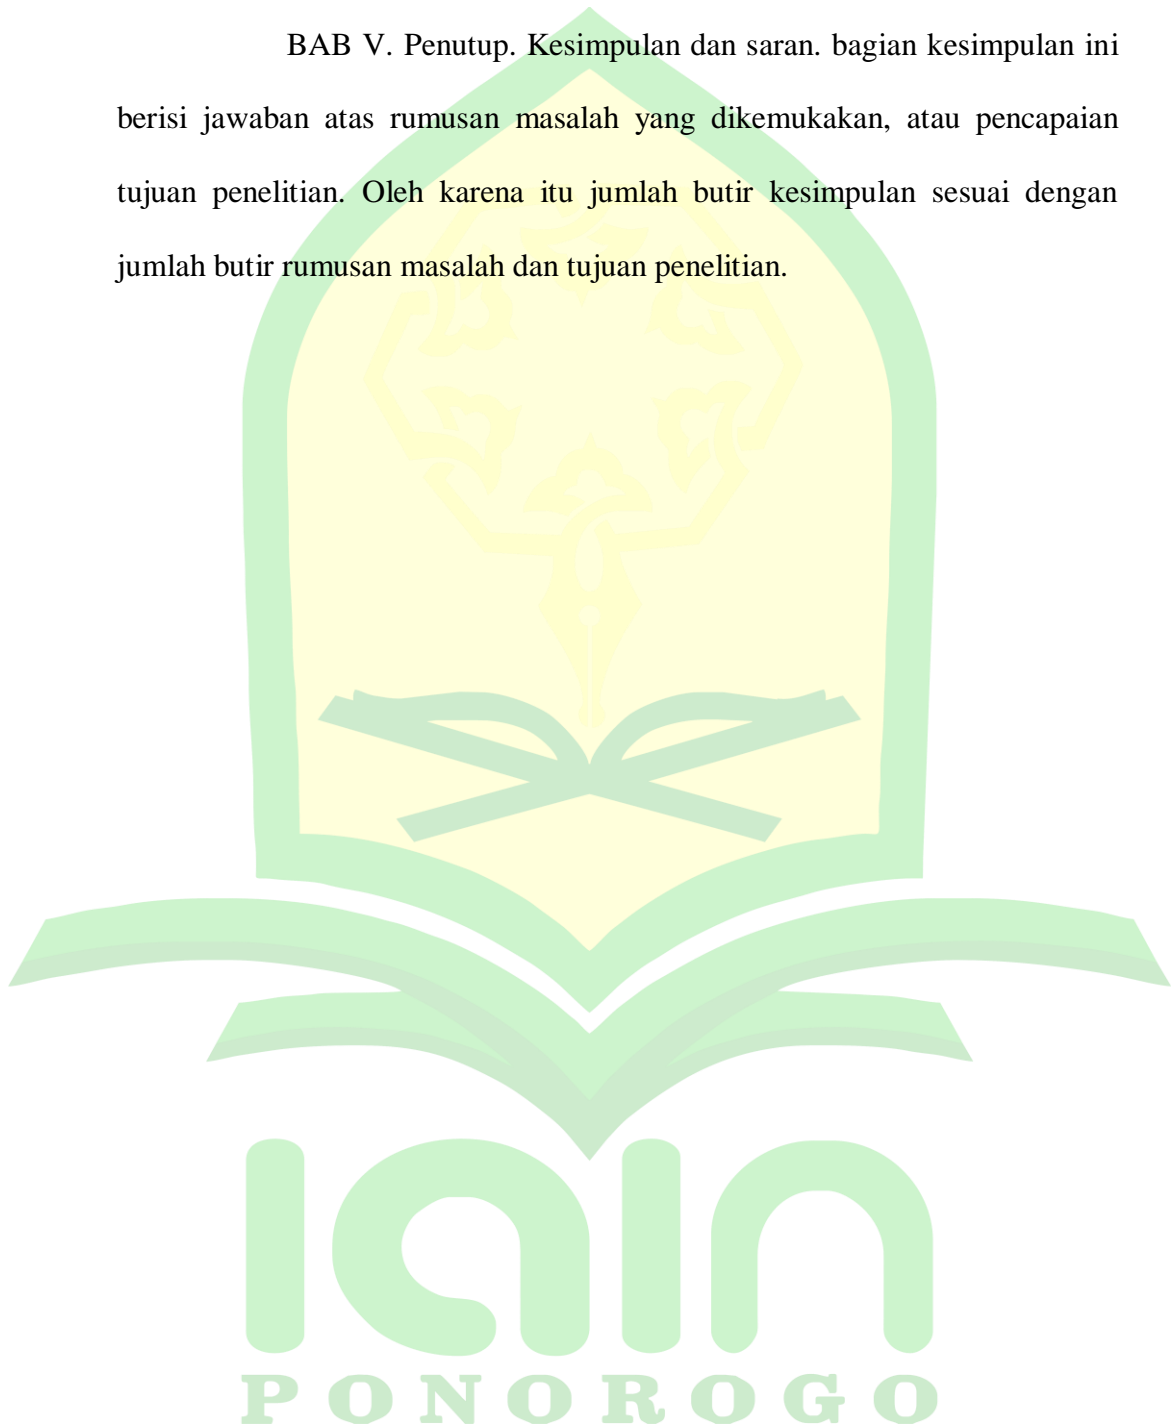 BAB V. Penutup. Kesimpulan dan saran. bagian kesimpulan ini
berisi jawaban atas rumusan masalah yang dikemukakan, atau pencapaian
tujuan penelitian. Oleh karena itu jumlah butir kesimpulan sesuai dengan
jumlah butir rumusan masalah dan tujuan penelitian.
IAIN
PONOROGO